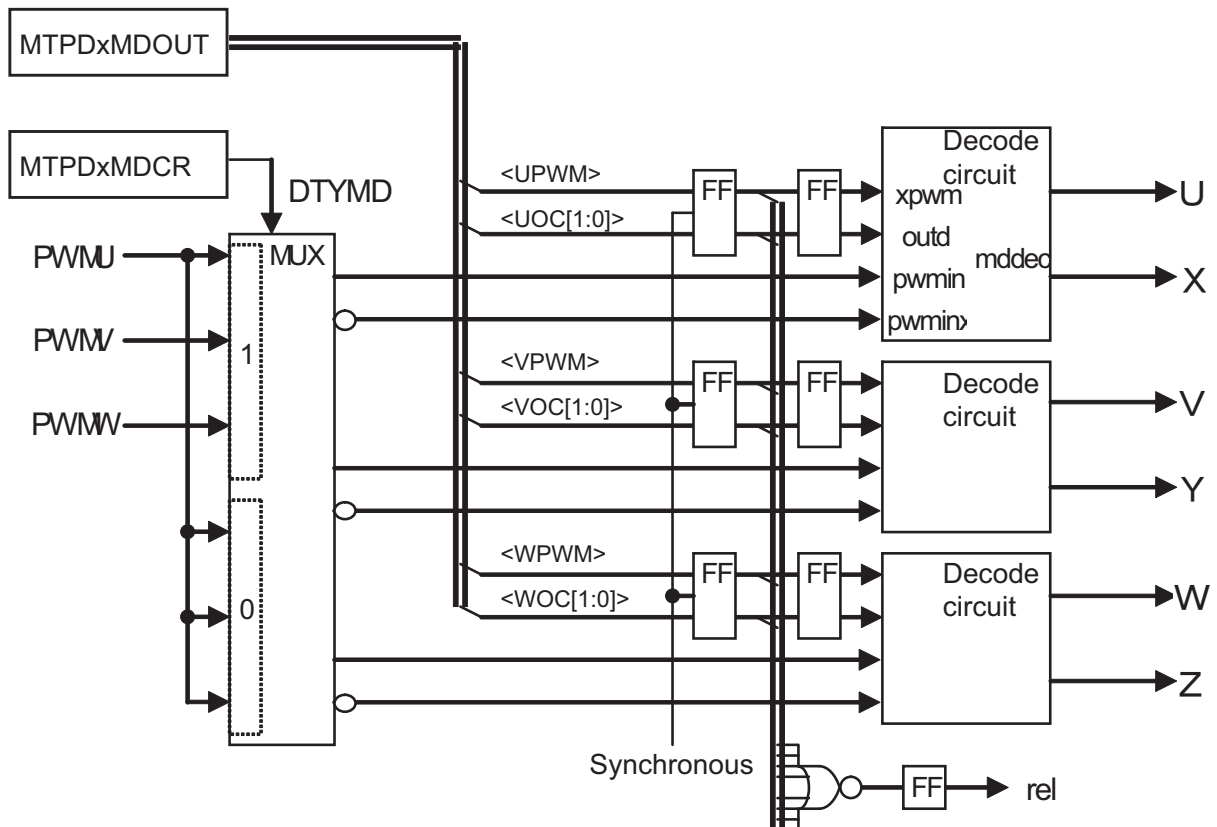 MTPDxMDOUT
MTPDxMDCR
DTYMD
MUX
PWMU
PWMV
PWMW
1
0
<UPWM>
<UOC[1:0]>
FF
FF
Decode
circuit
xpwm
outd
mddec
pwmin
pwminx
U
X
<VPWM>
<VOC[1:0]>
FF
FF
Decode
circuit
V
Y
<WPWM>
<WOC[1:0]>
FF
FF
Decode
circuit
W
Z
Synchronous
FF
rel